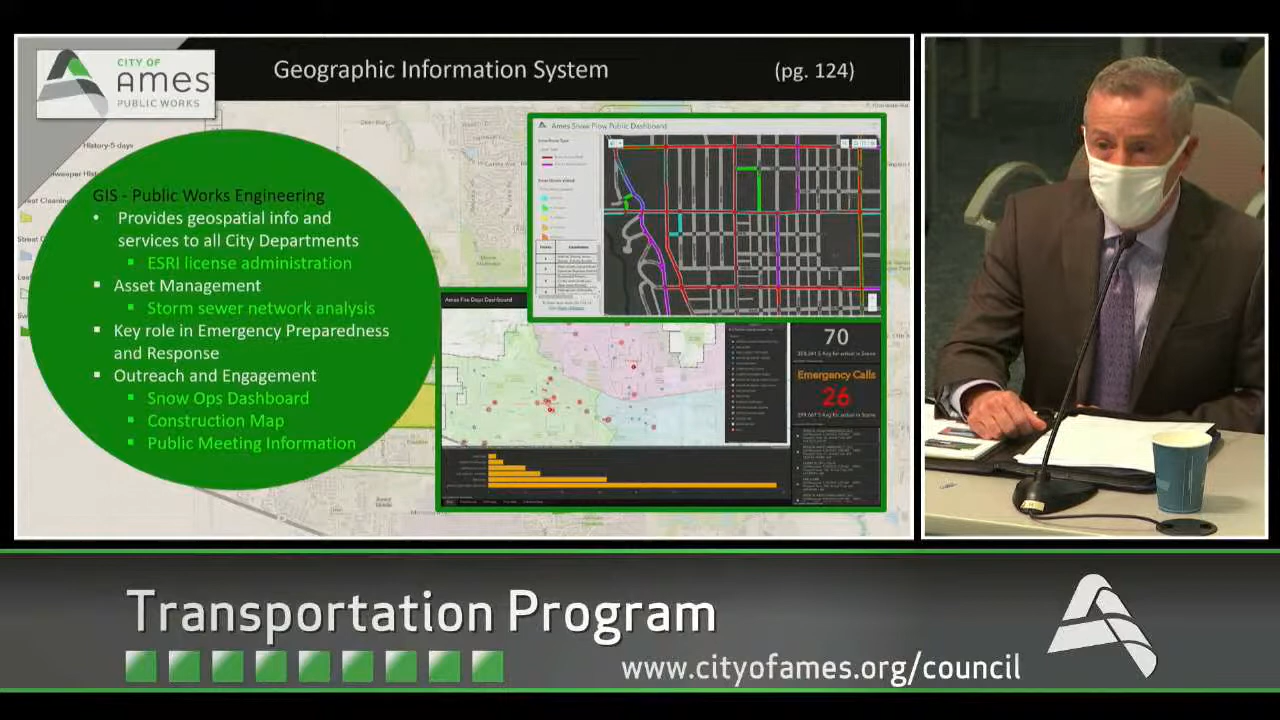 CITY OF
AMES
PUBLIC WORKS
Geographic Information System
(pg. 124)
GIS - Public Works Engineering
• Provides geospatial info and
services to all City Departments
▪ ESRI license administration
▪ Asset Management
▪ Storm sewer network analysis
▪ Key role in Emergency Preparedness
and Response
▪ Outreach and Engagement
▪ Snow Ops Dashboard
▪ Construction Map
▪ Public Meeting Information
History-5 days
Ames Snow Plow Public Dashboard
Ames Fire Dept Dashboard
70
Emergency Calls
26
Transportation Program
www.cityofames.org/council